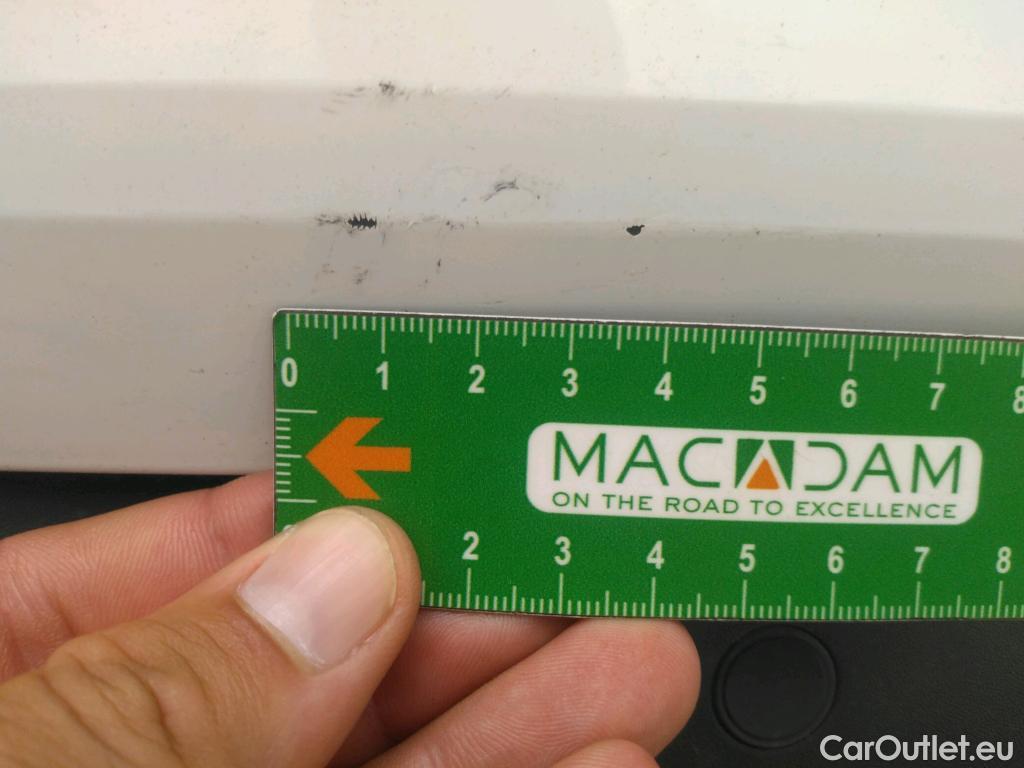 0 1 2 3 4 5 6 7 8
MACADAM
ON THE ROAD TO EXCELLENCE
2 3 4 5 6 7 8
CarOutlet.eu